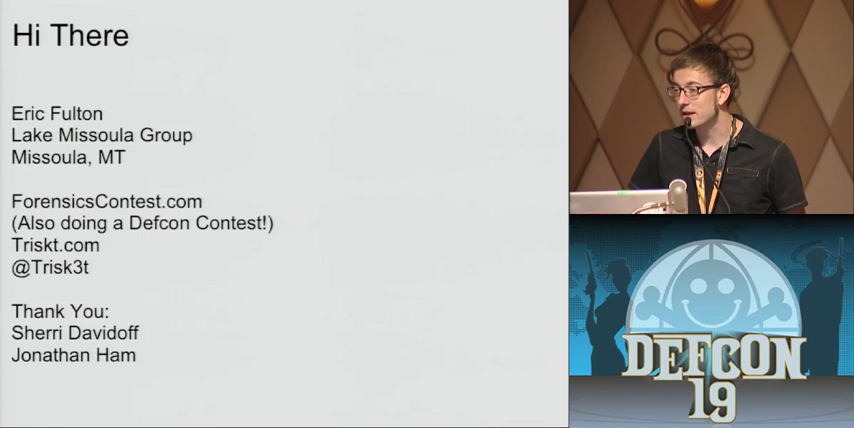 Hi There
Eric Fulton
Lake Missoula Group
Missoula, MT
ForensicsContest.com
(Also doing a Defcon Contest!)
Triskt.com
@Trisk3t
Thank You:
Sherri Davidoff
Jonathan Ham
DEFCON
19